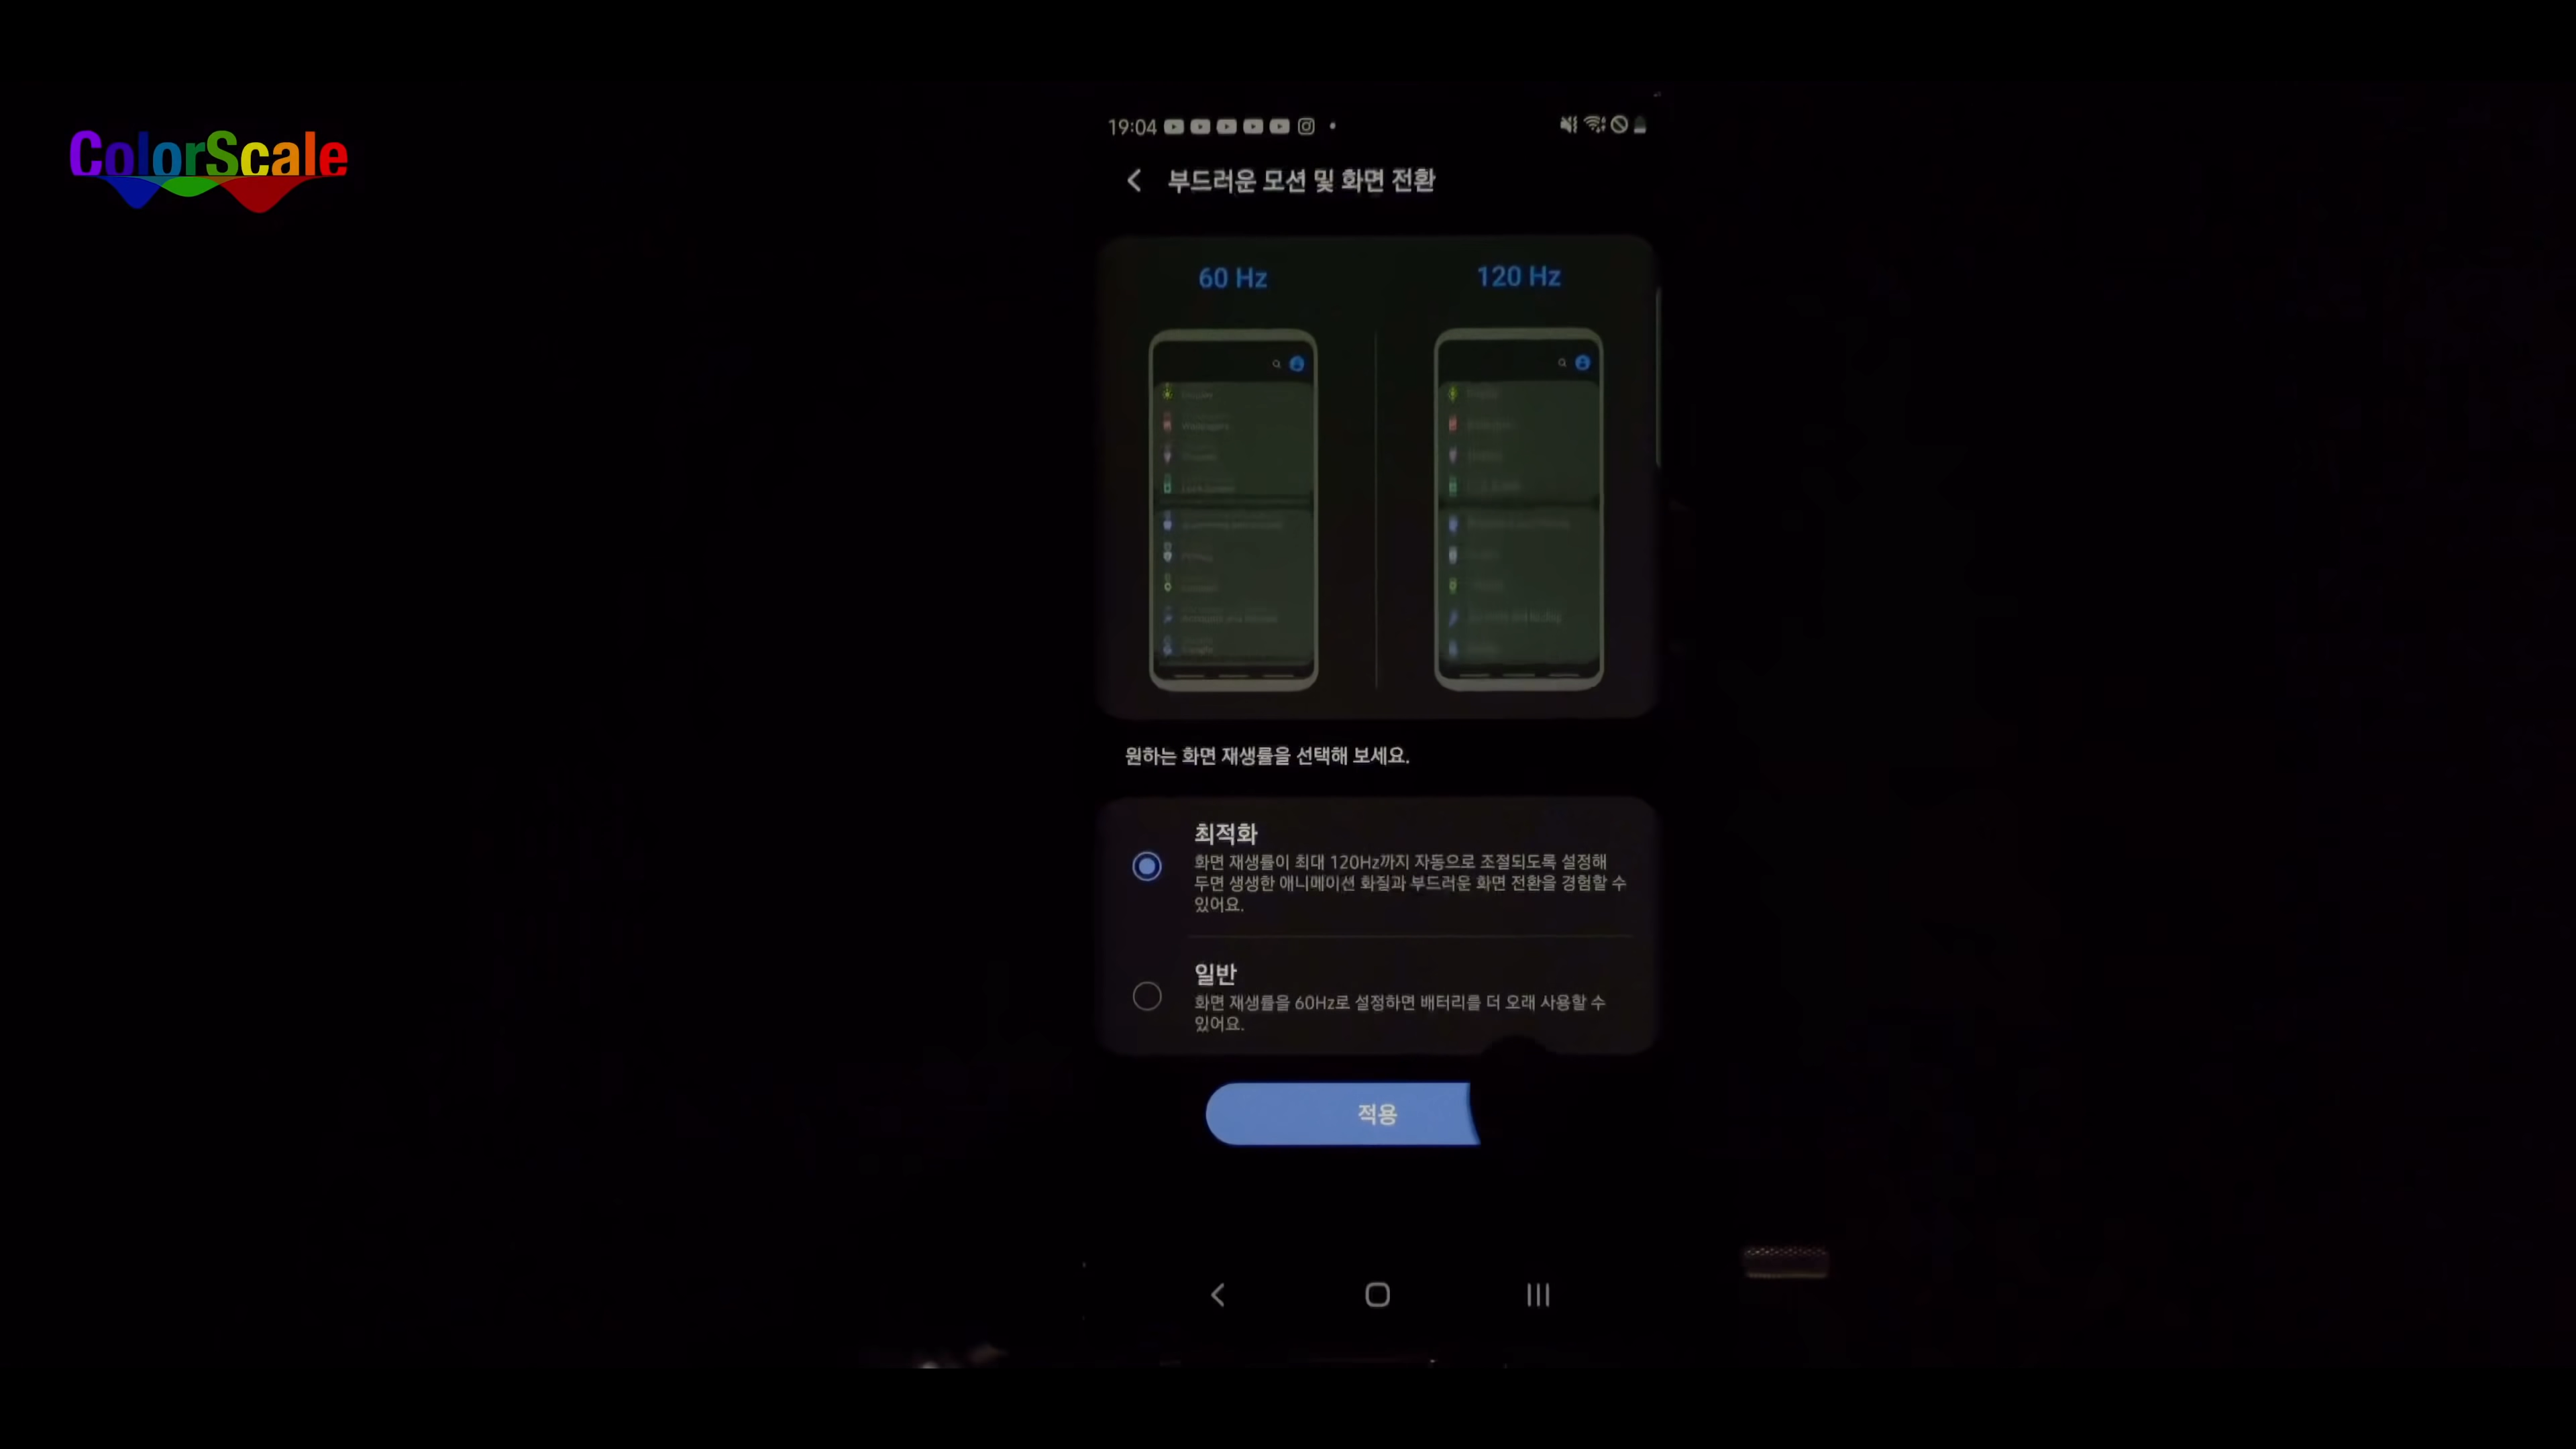 ColorScale
19:04
부드러운 모션 및 화면 전환
60 Hz
120 Hz
원하는 화면 재생률을 선택해 보세요.
최적화
화면 재생률이 최대 120Hz까지 자동으로 조절되도록 설정해
두면 생생한 애니메이션 화질과 부드러운 화면 전환을 경험할 수
있어요.
일반
화면 재생률을 60Hz로 설정하면 배터리를 더 오래 사용할 수
있어요.
적용